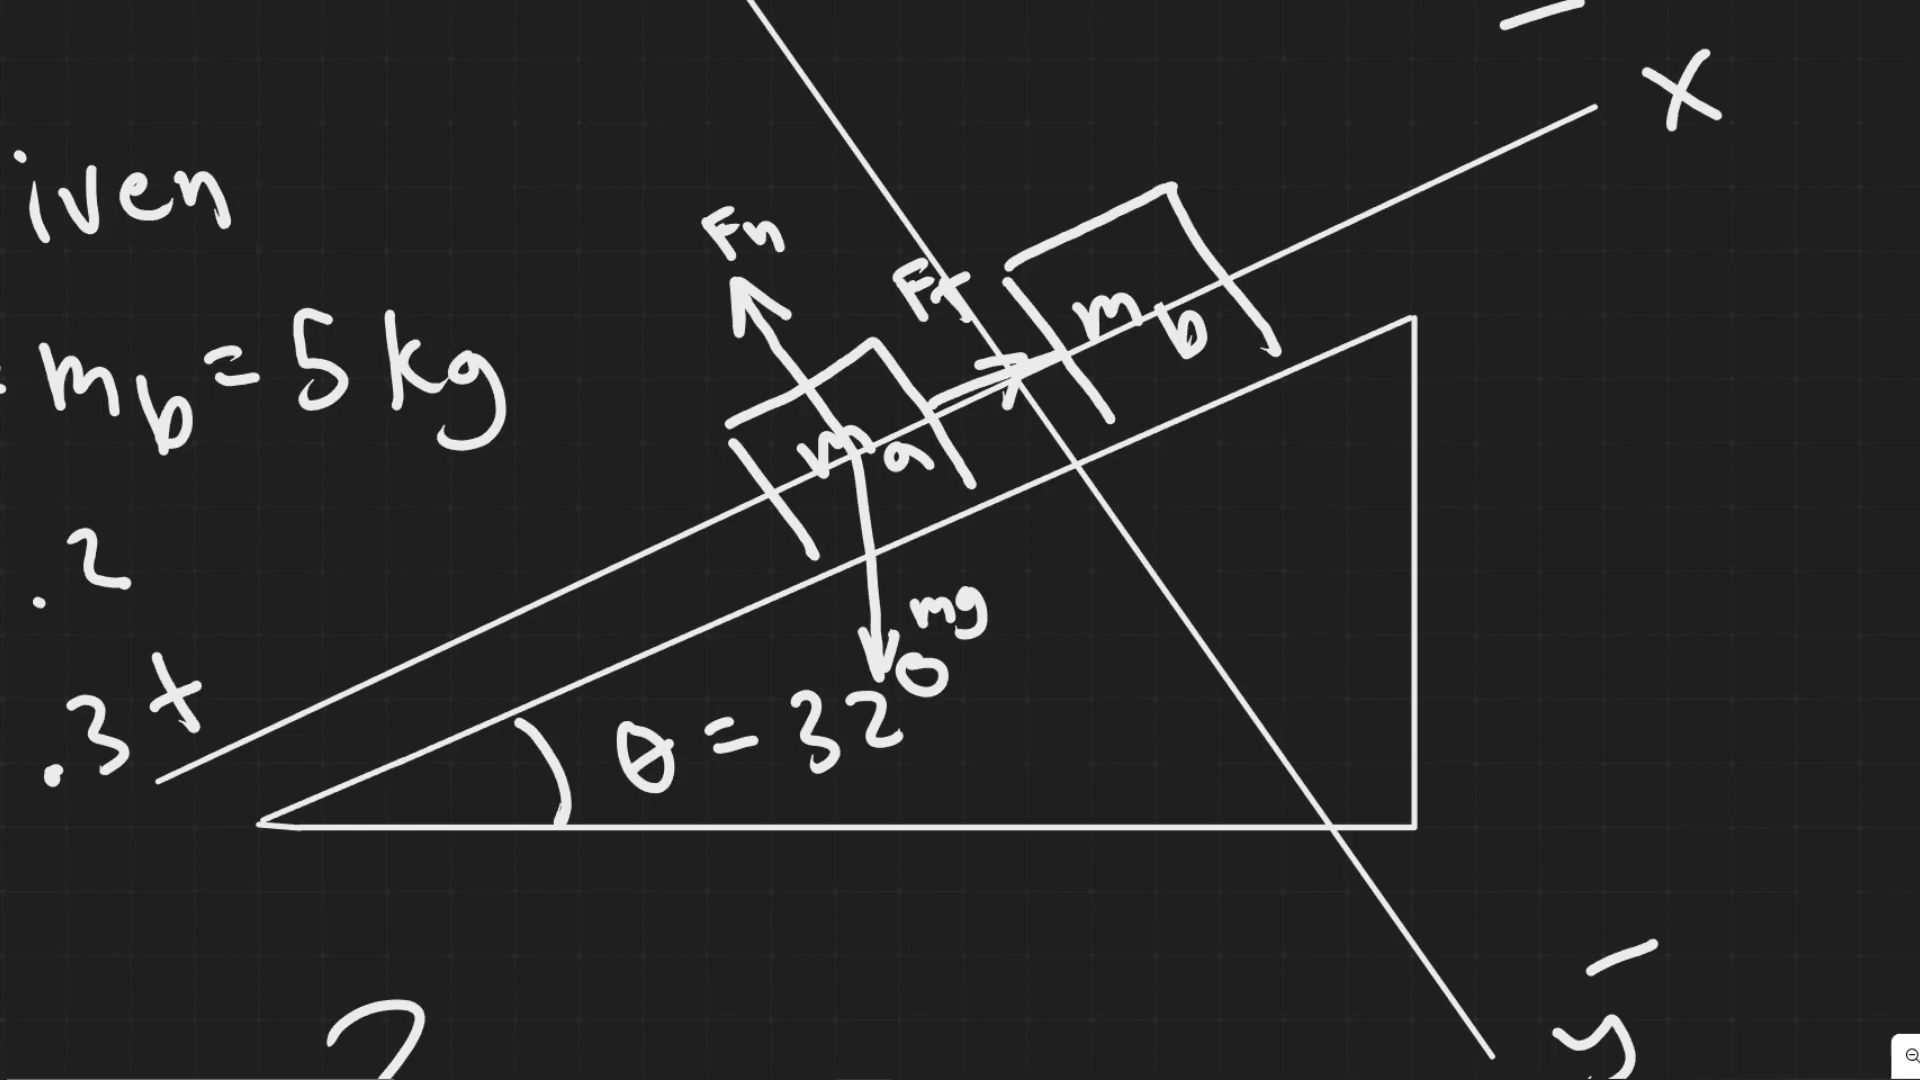 x
iven
Fn
Ft
mb
= mb = 5 kg
ma
.2
mg
.3
+
θ = 32°
-
-
y
?